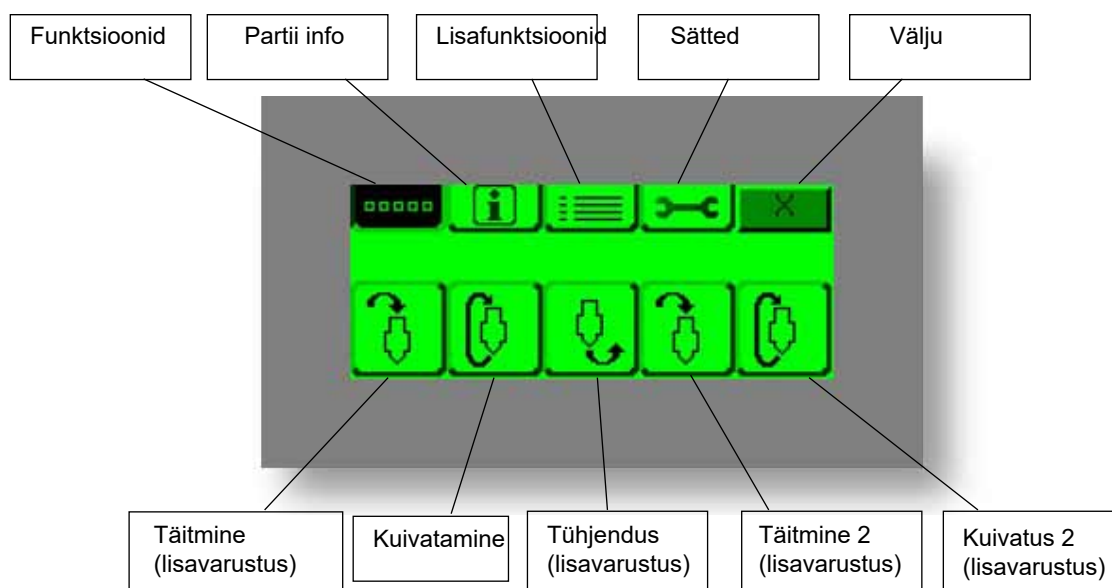 Funktsioonid
Partii info
Lisafunktsioonid
Sätted
Välju
i
X
Täitmine
(lisavarustus)
Kuivatamine
Tühjendus
(lisavarustus)
Täitmine 2
(lisavarustus)
Kuivatus 2
(lisavarustus)